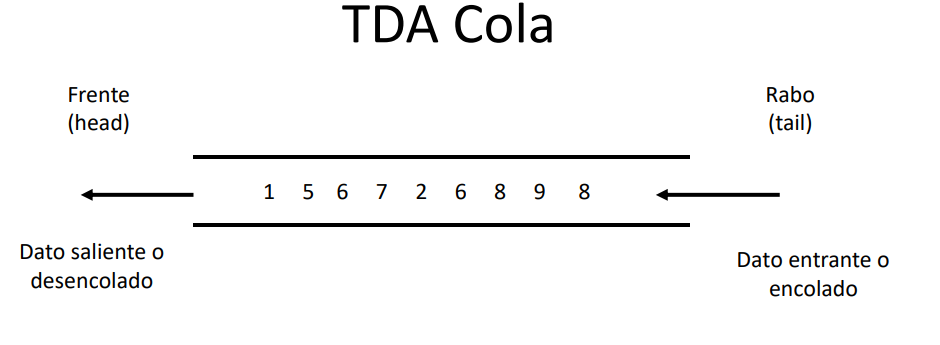 TDA Cola
Frente
(head)
Rabo
(tail)
1 5 6 7 2 6 8 9 8
Dato saliente o
desencolado
Dato entrante o
encolado